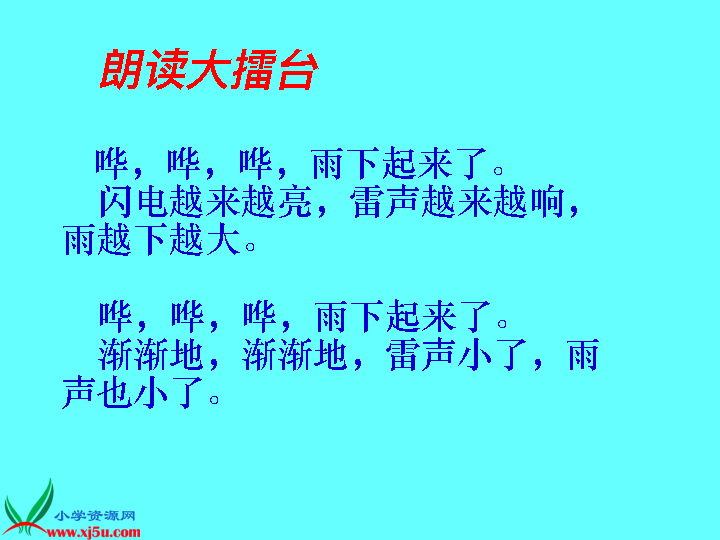 朗读大擂台
哗，哗，哗，雨下起来了。
闪电越来越亮，雷声越来越响，
雨越下越大。
哗，哗，哗，雨下起来了。
渐渐地，渐渐地，雷声小了，雨
声也小了。
小学资源网
www.xj5u.com